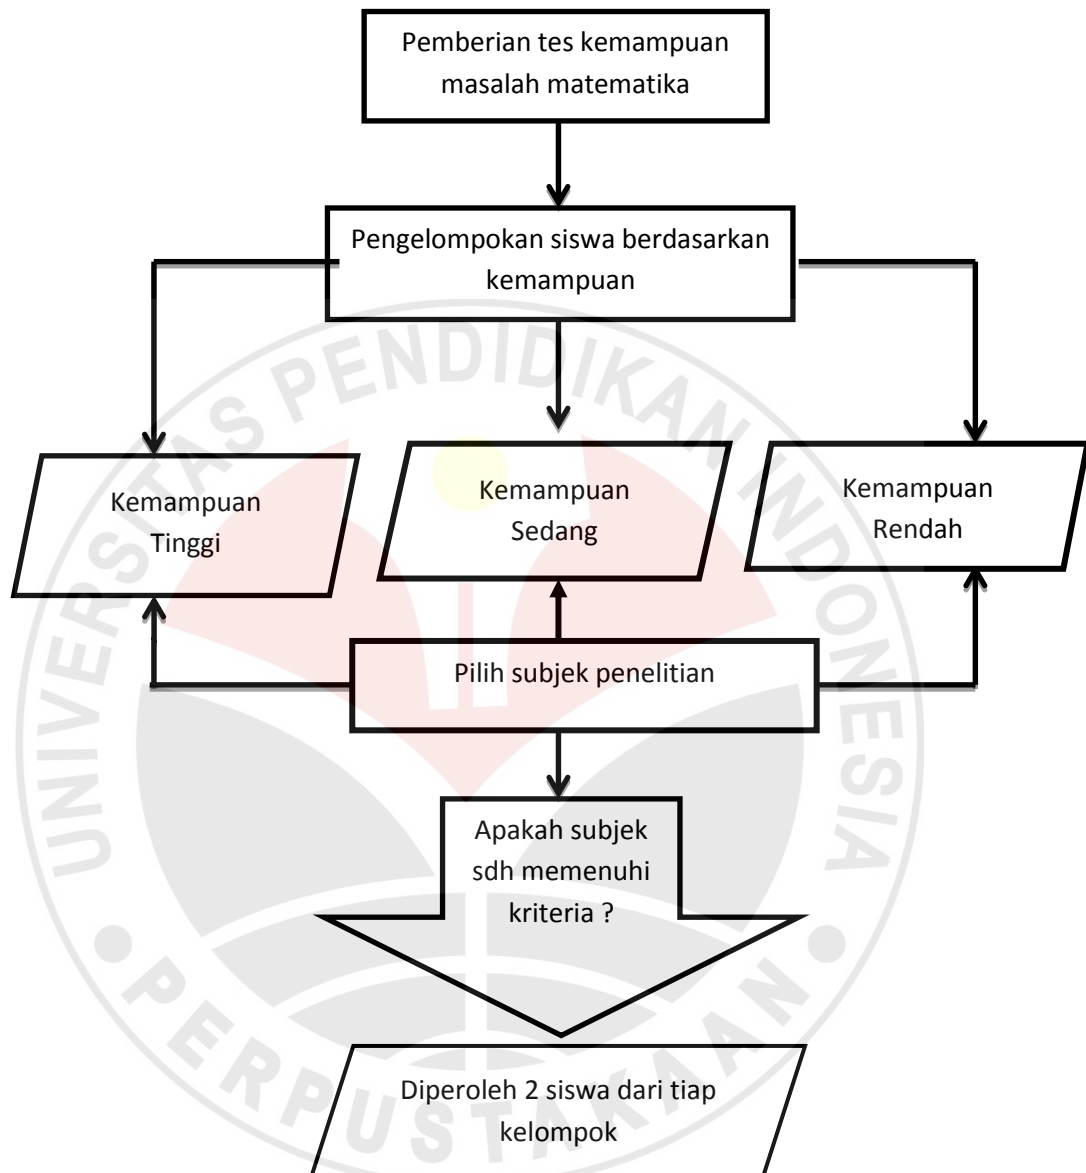 Pemberian tes kemampuan
masalah matematika
Pengelompokan siswa berdasarkan
kemampuan
Kemampuan
Tinggi
Kemampuan
Sedang
Kemampuan
Rendah
Pilih subjek penelitian
Apakah subjek
sdh memenuhi
kriteria ?
Diperoleh 2 siswa dari tiap
kelompok
UNIVERSITAS PENDIDIKAN INDONESIA
PERPUSTAKAAN